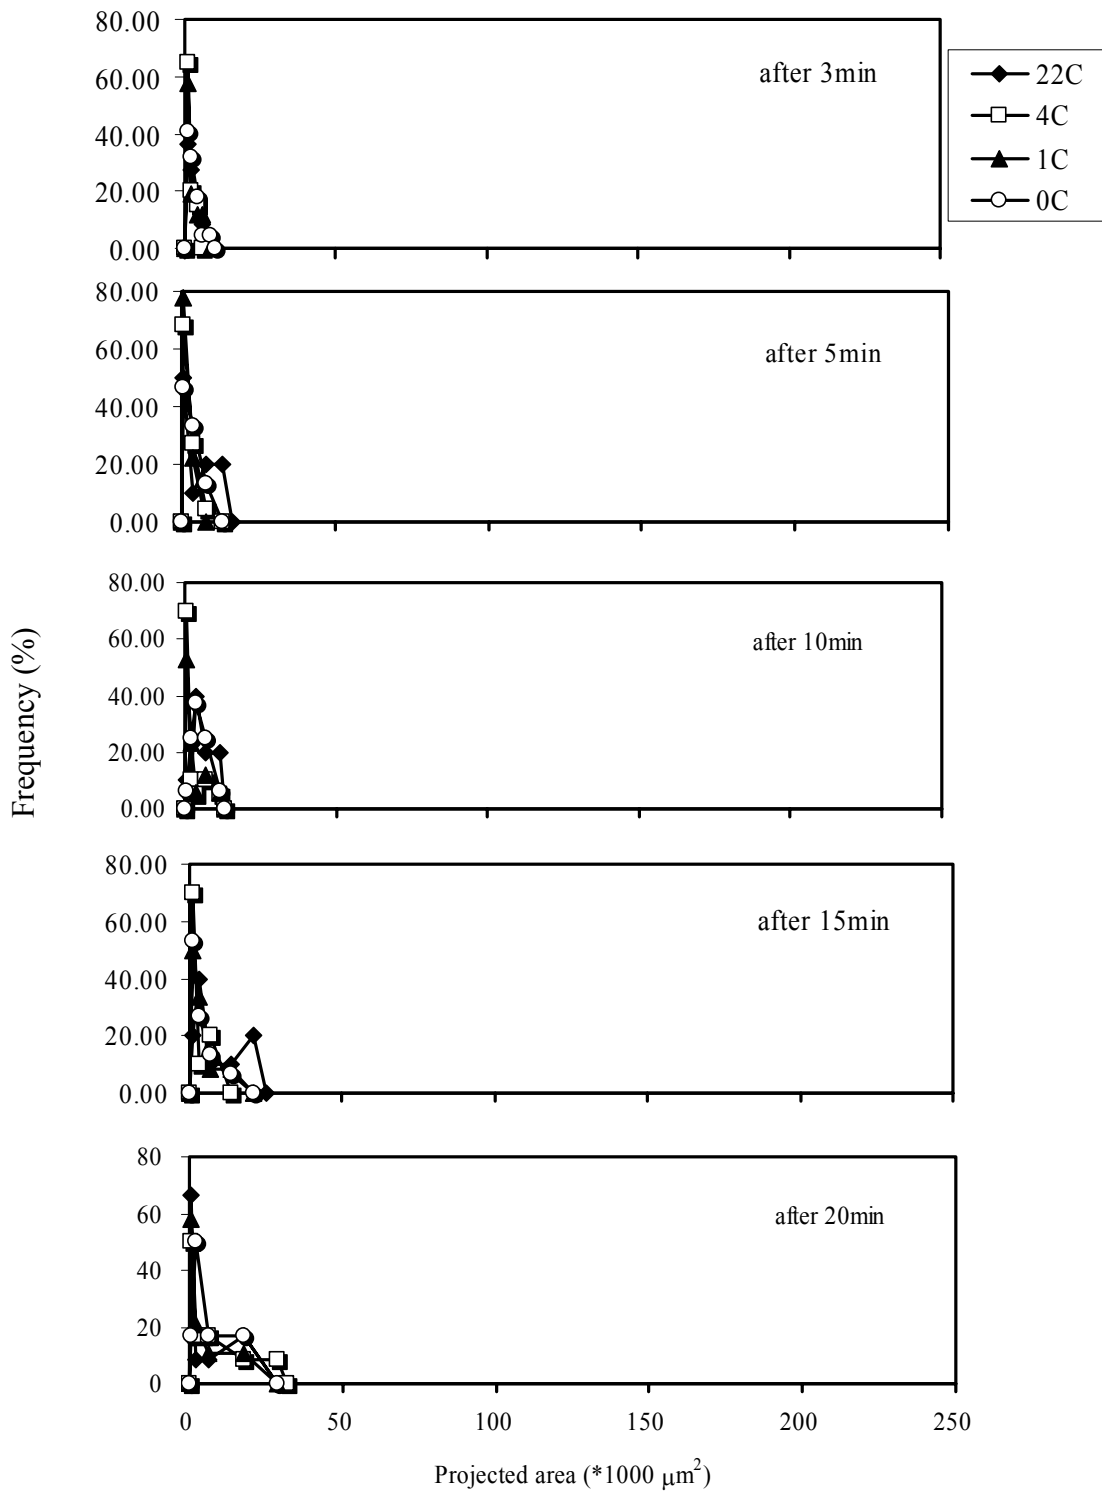 80.00
60.00
40.00
20.00
0.00
after 3min
22C
4C
1C
0C
80.00
60.00
40.00
20.00
0.00
after 5min
80.00
60.00
40.00
20.00
0.00
after 10min
Frequency (%)
80.00
60.00
40.00
20.00
0.00
after 15min
80
60
40
20
0
after 20min
0 50 100 150 200 250
Projected area (*1000 μm²)